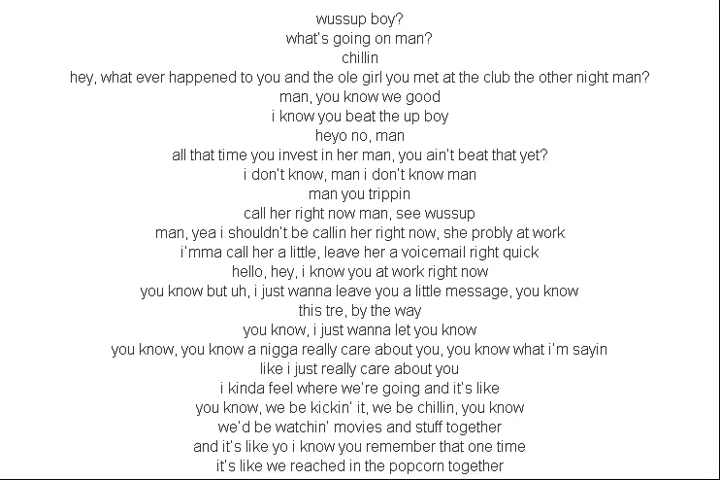 wussup boy?
what's going on man?
chillin
hey, what ever happened to you and the ole girl you met at the club the other night man?
man, you know we good
i know you beat the up boy
heyo no, man
all that time you invest in her man, you ain't beat that yet?
i don't know, man i don't know man
man you trippin
call her right now man, see wussup
man, yea i shouldn't be callin her right now, she probly at work
i'mma call her a little, leave her a voicemail right quick
hello, hey, i know you at work right now
you know but uh, i just wanna leave you a little message, you know
this tre, by the way
you know, i just wanna let you know
you know, you know a nigga really care about you, you know what i'm sayin
like i just really care about you
i kinda feel where we're going and it's like
you know, we be kickin' it, we be chillin, you know
we'd be watchin' movies and stuff together
and it's like yo i know you remember that one time
it's like we reached in the popcorn together